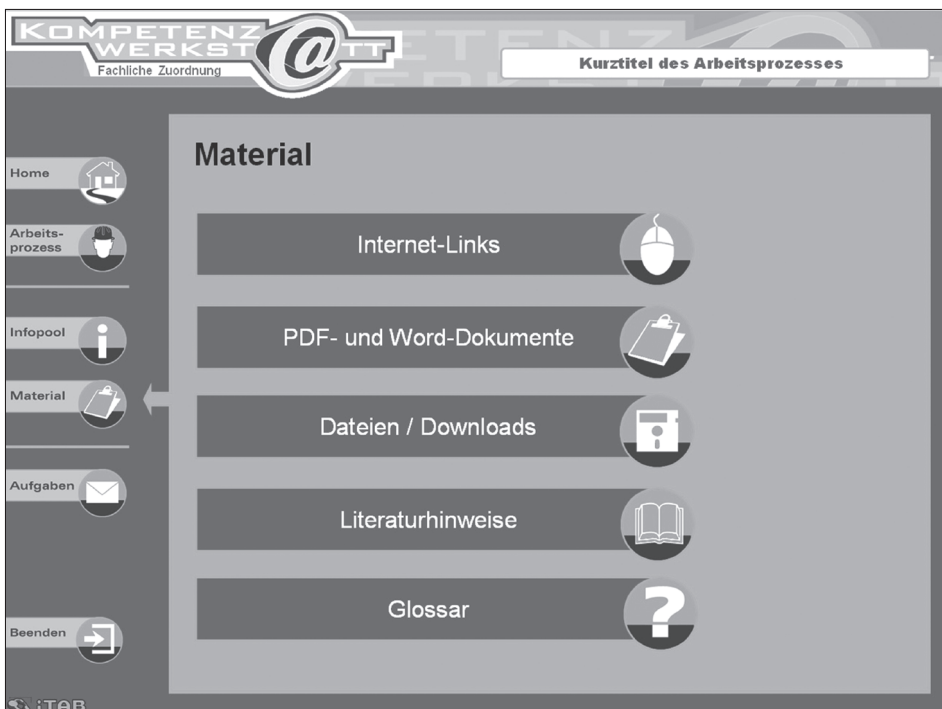 KOMPETENZ
WERKST@TT
Fachliche Zuordnung
Kurztitel des Arbeitsprozesses
Home
Arbeits-
prozess
Infopool
Material
Aufgaben
Beenden
iTAB
Material
Internet-Links
PDF- und Word-Dokumente
Dateien / Downloads
Literaturhinweise
Glossar